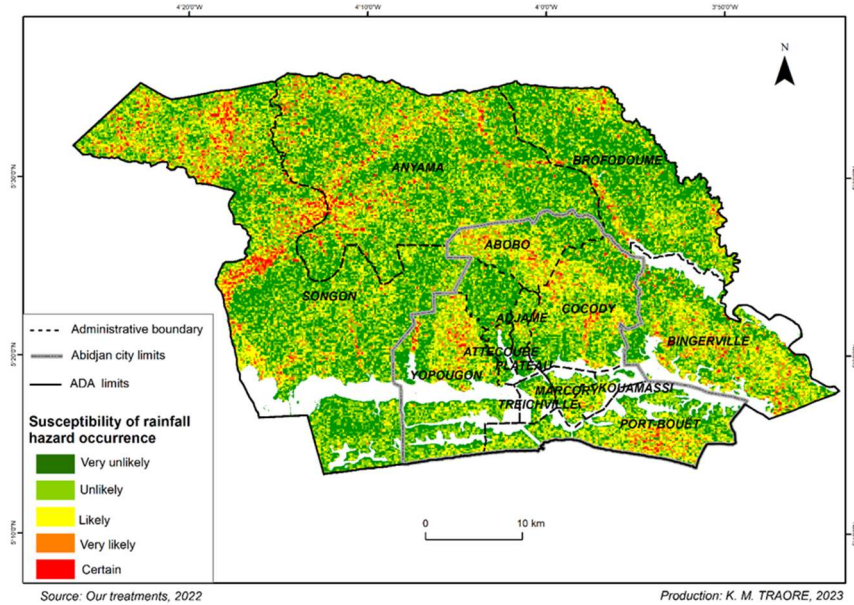 4°20'0"W 4°10'0"W 4°0'0"W 3°50'0"W
N
5°30'0"N
5°20'0"N
5°10'0"N
BROFODOUME
ANYAMA
ABOBO
SONGON
COCODY
ADJAME
BINGERVILLE
ATTECOUBE
PLATEAU
YOPOUGON
KOUAMASSI
TREICHVILLE
PORT-BOUET
Administrative boundary
Abidjan city limits
ADA limits
Susceptibility of rainfall
hazard occurrence
Very unlikely
Unlikely
Likely
Very likely
Certain
0 10 km
Source: Our treatments, 2022
Production: K. M. TRAORE, 2023